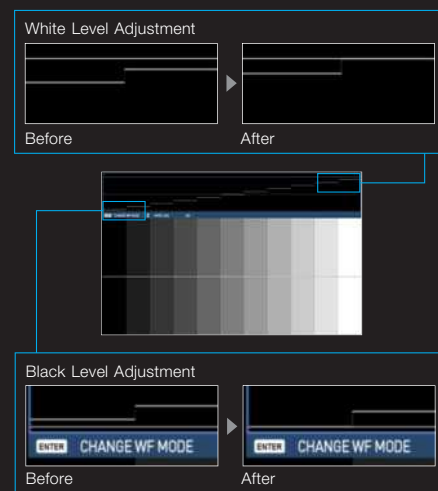 White Level Adjustment
Before
After
Black Level Adjustment
ENTER CHANGE WF MODE
ENTER CHANGE WF MODE
Before
After